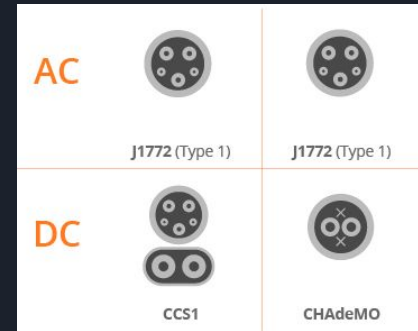 AC
J1772 (Type 1)
J1772 (Type 1)
DC
CCS1
CHAdeMO